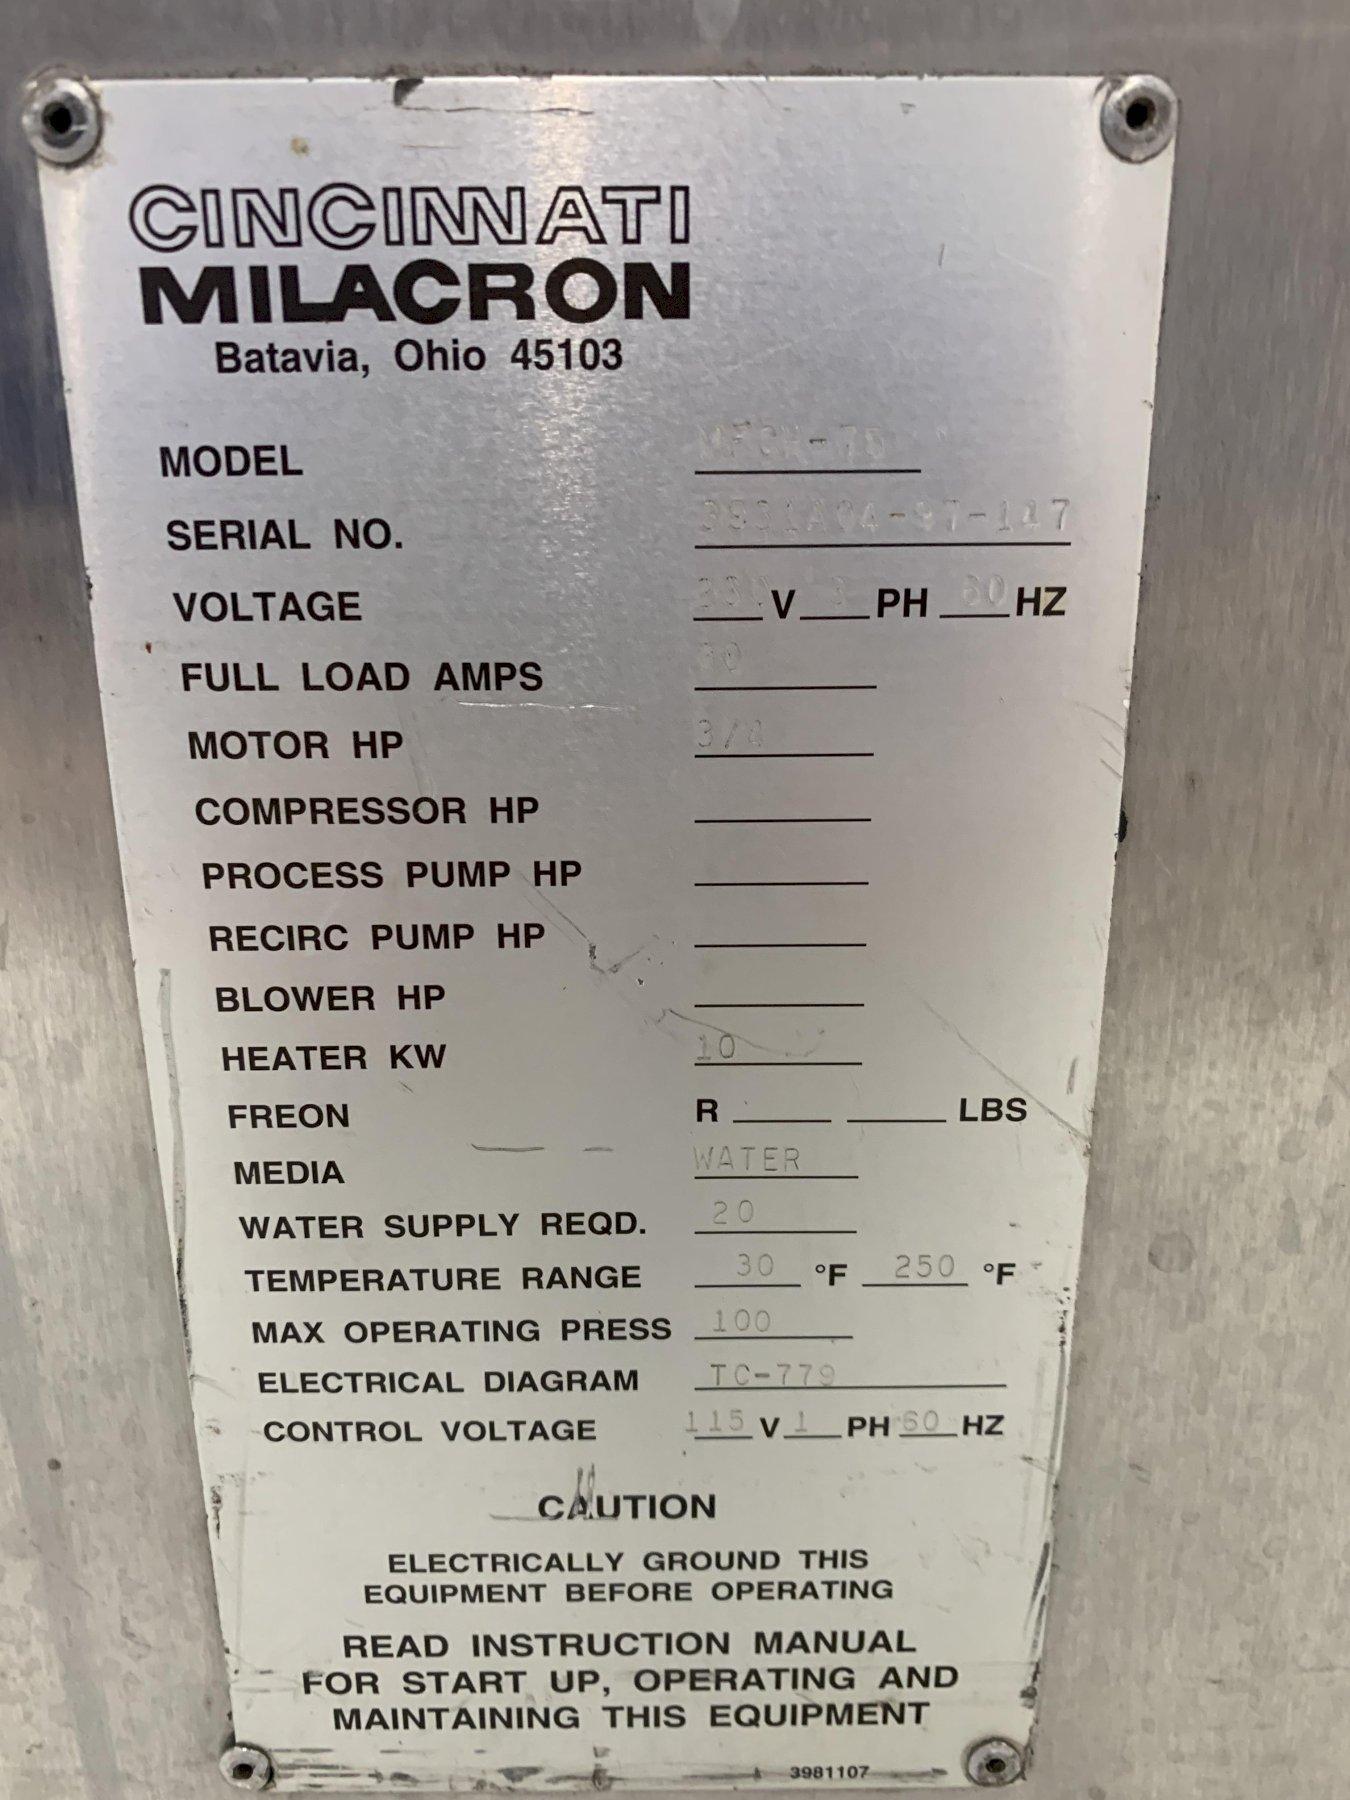 CINCINNATI
MILACRON
Batavia, Ohio 45103
MODEL
SERIAL NO.
VOLTAGE V PH 60 HZ
FULL LOAD AMPS
MOTOR HP 3/4
COMPRESSOR HP
PROCESS PUMP HP
RECIRC PUMP HP
BLOWER HP
HEATER KW 10
FREON R LBS
MEDIA WATER
WATER SUPPLY REQD. 20
TEMPERATURE RANGE 30 °F 250 °F
MAX OPERATING PRESS 100
ELECTRICAL DIAGRAM TC-779
CONTROL VOLTAGE 115 V 1 PH 60 HZ
CAUTION
ELECTRICALLY GROUND THIS
EQUIPMENT BEFORE OPERATING
READ INSTRUCTION MANUAL
FOR START UP, OPERATING AND
MAINTAINING THIS EQUIPMENT
3981107